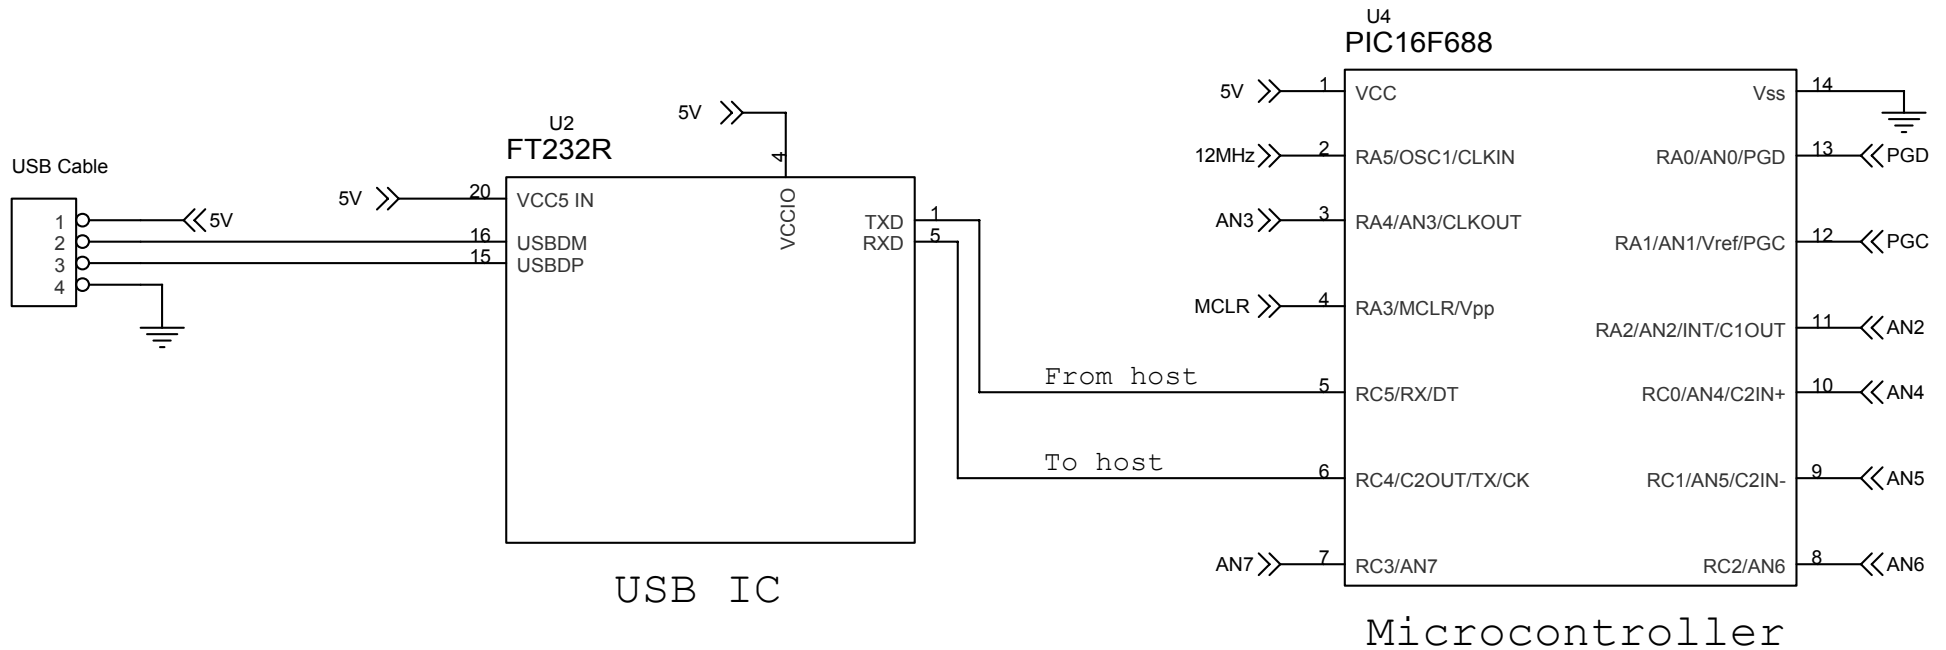 USB Cable
1
2
3
4
5V
5V
20
16
15
U2
FT232R
5V
4
VCC5 IN
USBDM
USBDP
VCCIO
TXD
RXD
1
5
USB IC
From host
To host
U4
PIC16F688
5V 1 VCC
12MHz 2 RA5/OSC1/CLKIN
AN3 3 RA4/AN3/CLKOUT
MCLR 4 RA3/MCLR/Vpp
5 RC5/RX/DT
6 RC4/C2OUT/TX/CK
AN7 7 RC3/AN7
Vss 14
RA0/AN0/PGD 13 PGD
RA1/AN1/Vref/PGC 12 PGC
RA2/AN2/INT/C1OUT 11 AN2
RC0/AN4/C2IN+ 10 AN4
RC1/AN5/C2IN- 9 AN5
RC2/AN6 8 AN6
Microcontroller